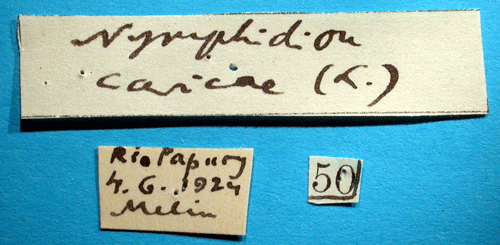 Nymphidion
caricae (L.)
Rio Papury
4. 6. 1924
Melin
50